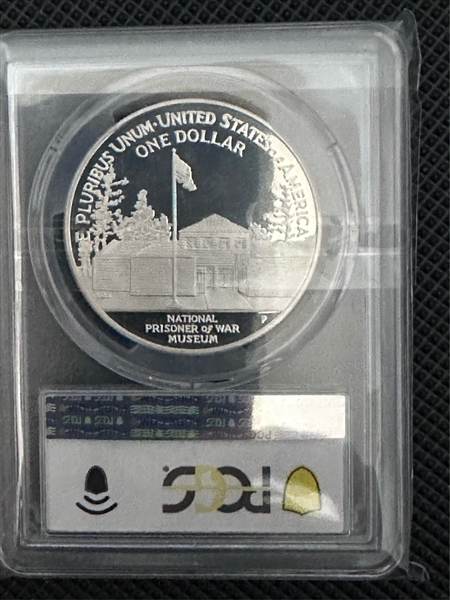 E PLURIBUS UNUM · UNITED STATES of AMERICA
ONE DOLLAR
NATIONAL
PRISONER of WAR
MUSEUM
P
PCGS